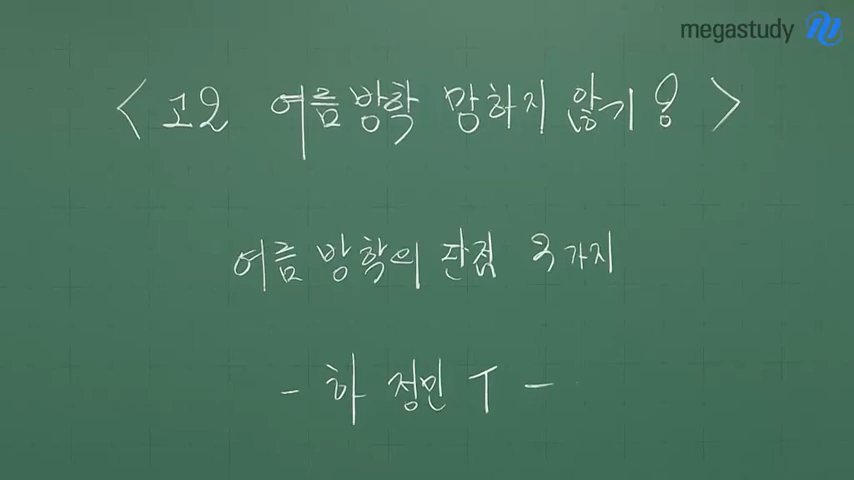 megastudy
< 고2 여름방학 망하지 않기! >
여름 방학의 단점 3가지
- 하 정민 T -